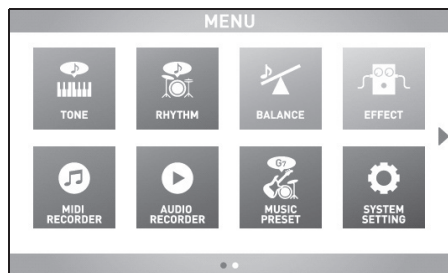 MENU
TONE
RHYTHM
BALANCE
EFFECT
MIDI
RECORDER
AUDIO
RECORDER
G7
MUSIC
PRESET
SYSTEM
SETTING